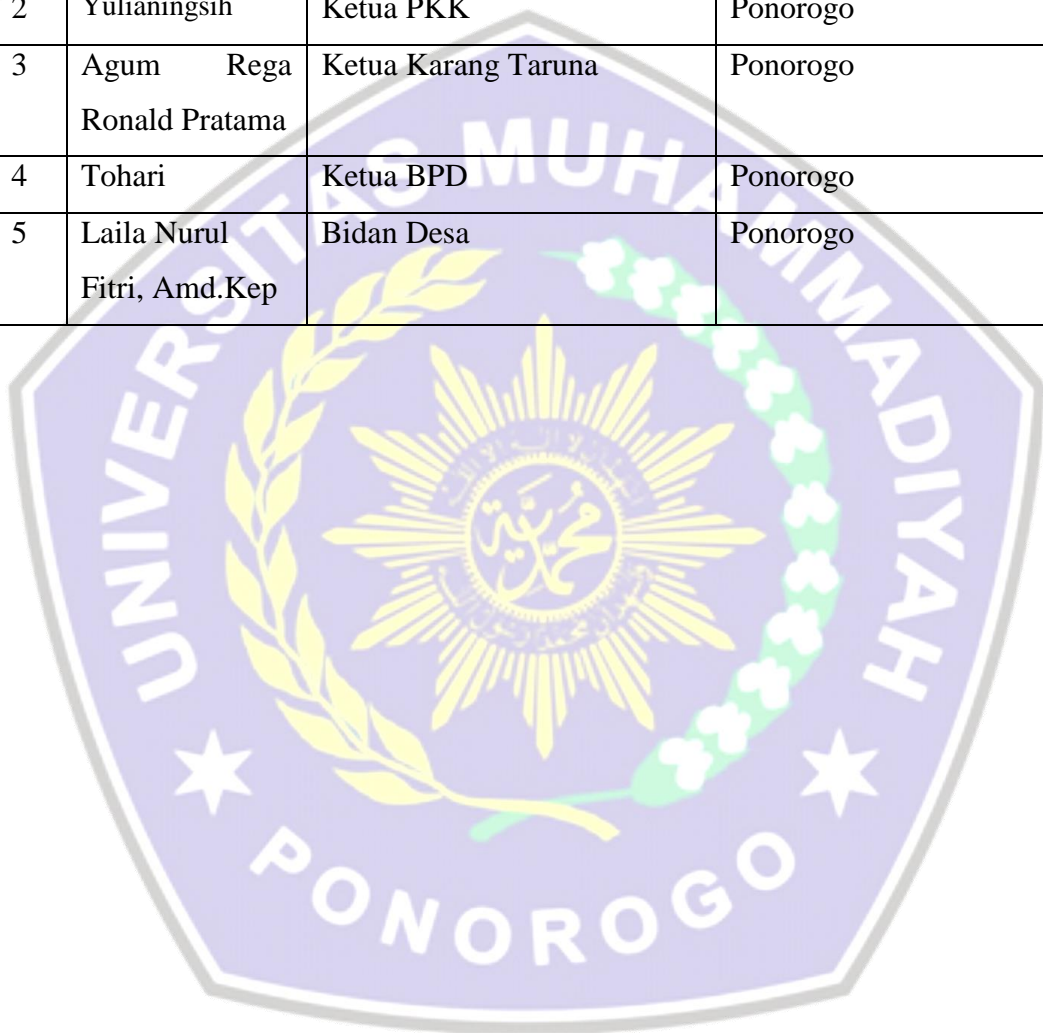 2 Yulianingsih Ketua PKK Ponorogo
3 Agum Rega Ketua Karang Taruna Ponorogo
Ronald Pratama
4 Tohari Ketua BPD Ponorogo
5 Laila Nurul Bidan Desa Ponorogo
Fitri, Amd.Kep
UNIVERSITAS MUHAMMADIYAH
محمدية
PONOROGO